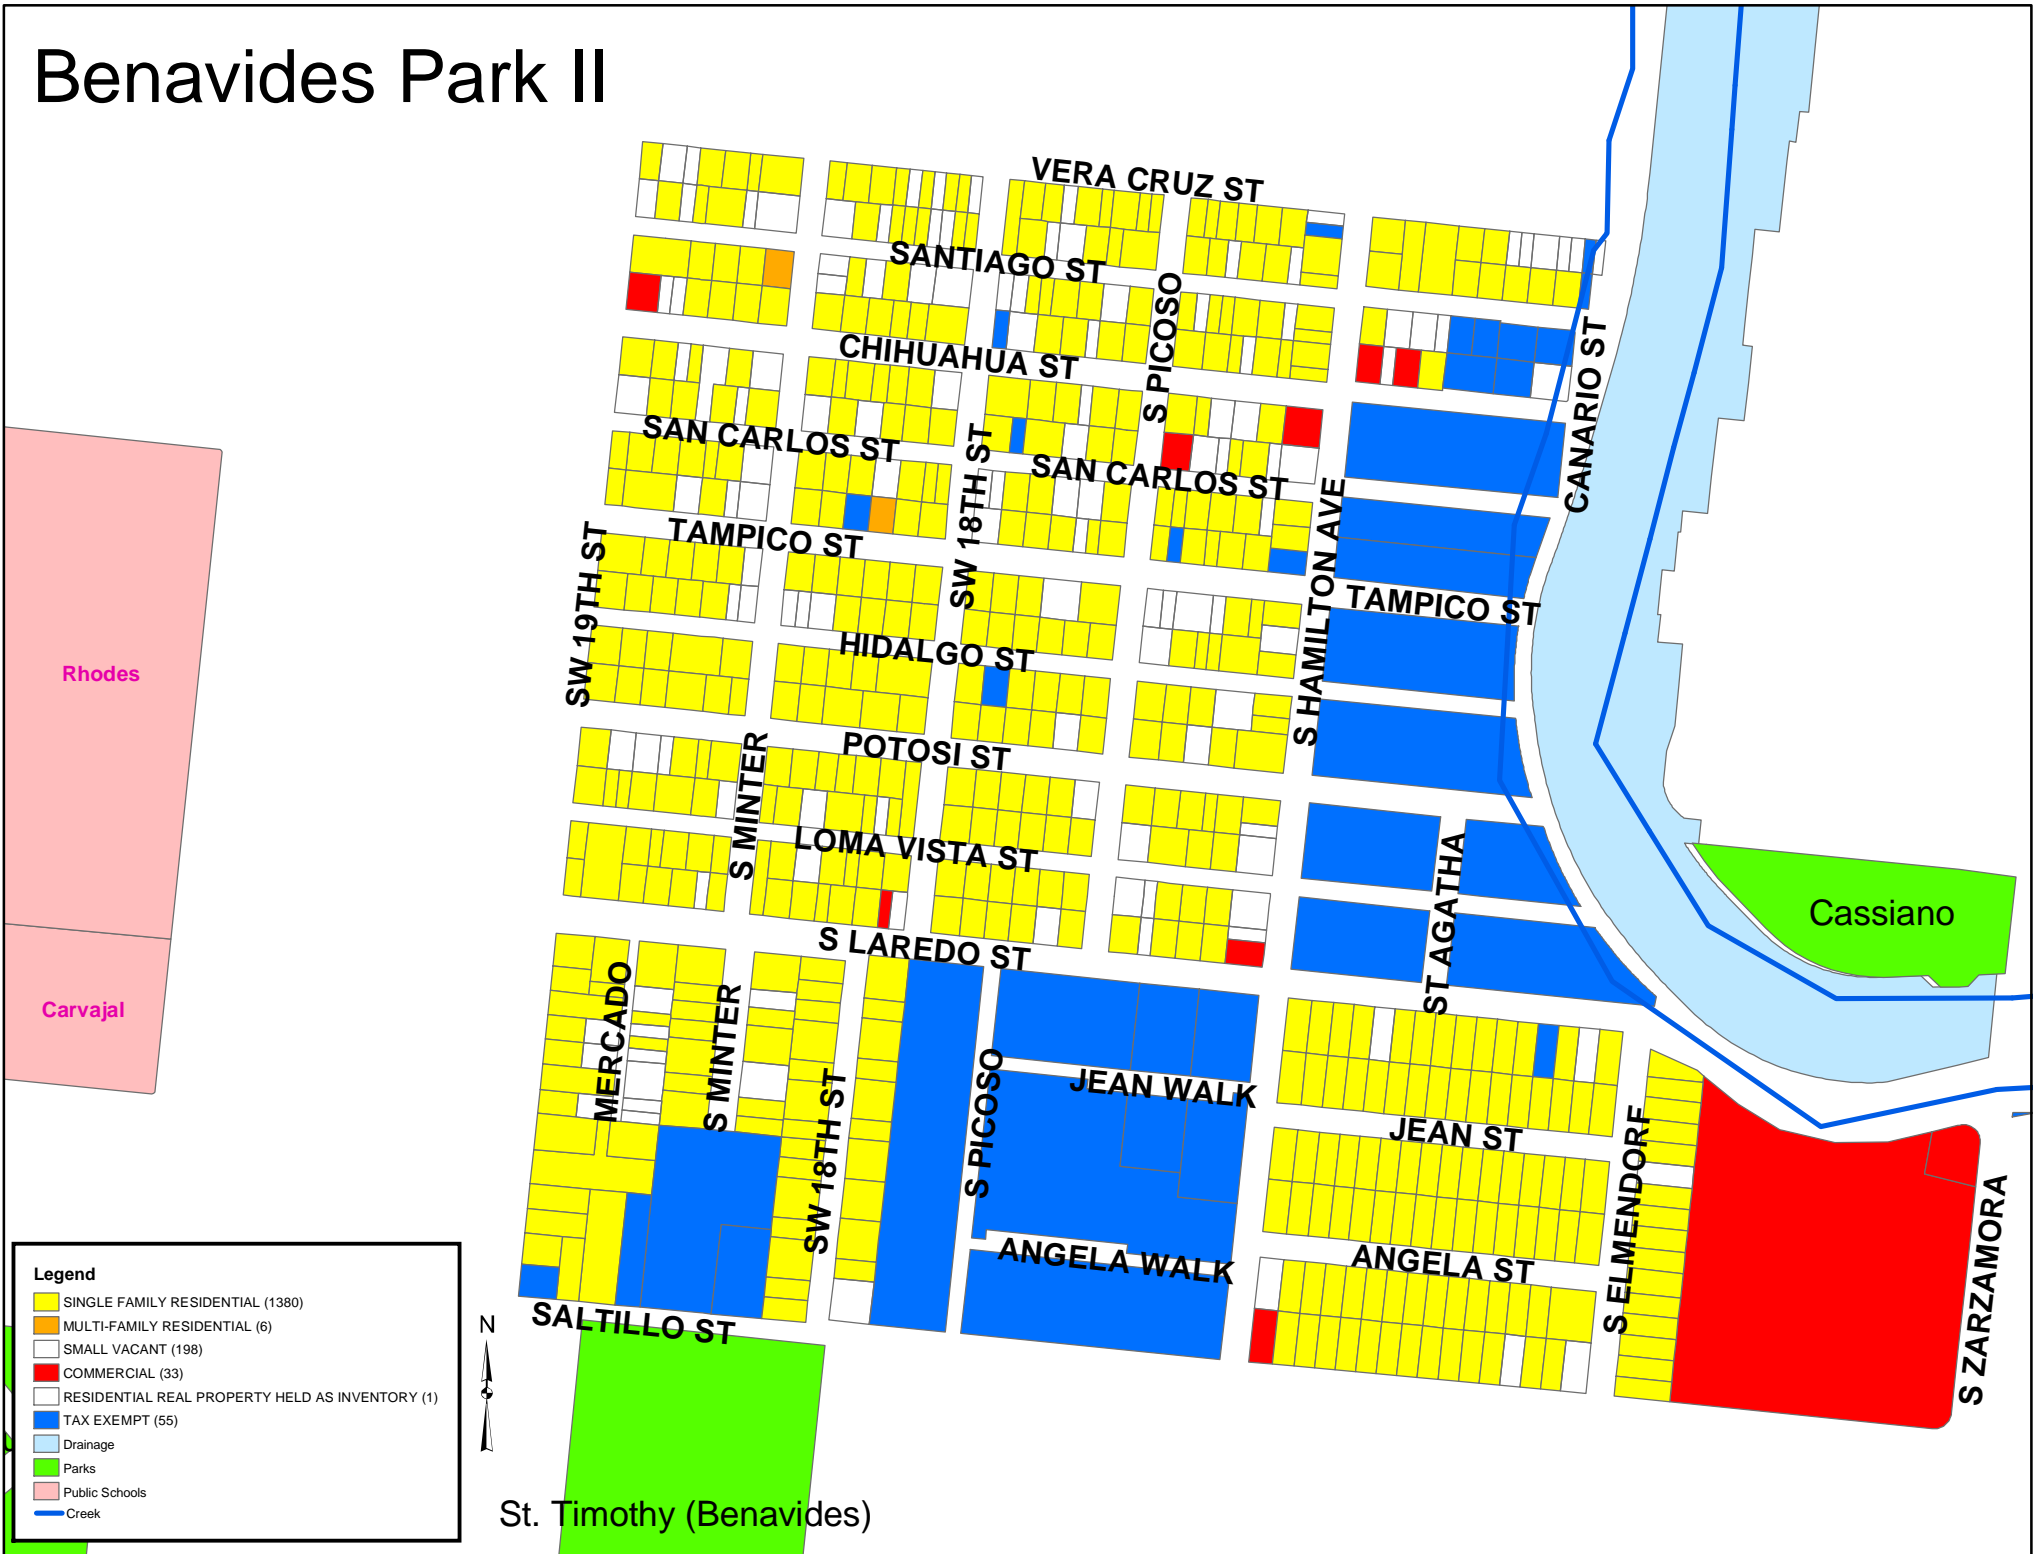 Benavides Park II
VERA CRUZ ST
SANTIAGO ST
S PICOSO
CHIHUAHUA ST
CANARIO ST
SAN CARLOS ST
SW 18TH ST
SAN CARLOS ST
S HAMILTON AVE
TAMPICO ST
SW 19TH ST
TAMPICO ST
HIDALGO ST
Rhodes
POTOSI ST
S MINTER
LOMA VISTA ST
ST AGATHA
Cassiano
S LAREDO ST
Carvajal
MERCADO
S MINTER
SW 18TH ST
S PICOSO
JEAN WALK
JEAN ST
S ELMENDORF
S ZARZAMORA
ANGELA WALK
ANGELA ST
SALTILLO ST
N
St. Timothy (Benavides)
Legend
SINGLE FAMILY RESIDENTIAL (1380)
MULTI-FAMILY RESIDENTIAL (6)
SMALL VACANT (198)
COMMERCIAL (33)
RESIDENTIAL REAL PROPERTY HELD AS INVENTORY (1)
TAX EXEMPT (55)
Drainage
Parks
Public Schools
Creek